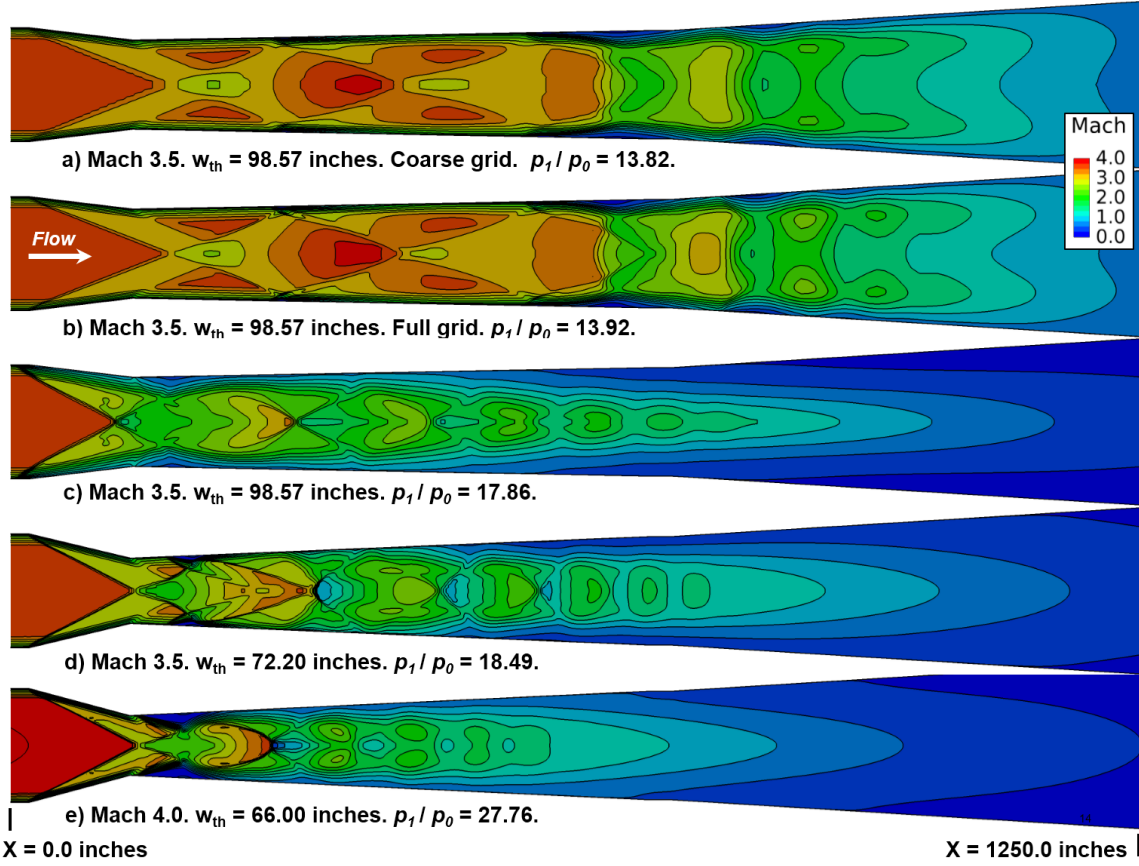 a) Mach 3.5. wth = 98.57 inches. Coarse grid. p1 / p0 = 13.82.
Mach
4.0
3.0
2.0
1.0
0.0
Flow
b) Mach 3.5. wth = 98.57 inches. Full grid. p1 / p0 = 13.92.
c) Mach 3.5. wth = 98.57 inches. p1 / p0 = 17.86.
d) Mach 3.5. wth = 72.20 inches. p1 / p0 = 18.49.
e) Mach 4.0. wth = 66.00 inches. p1 / p0 = 27.76.
X = 0.0 inches
X = 1250.0 inches